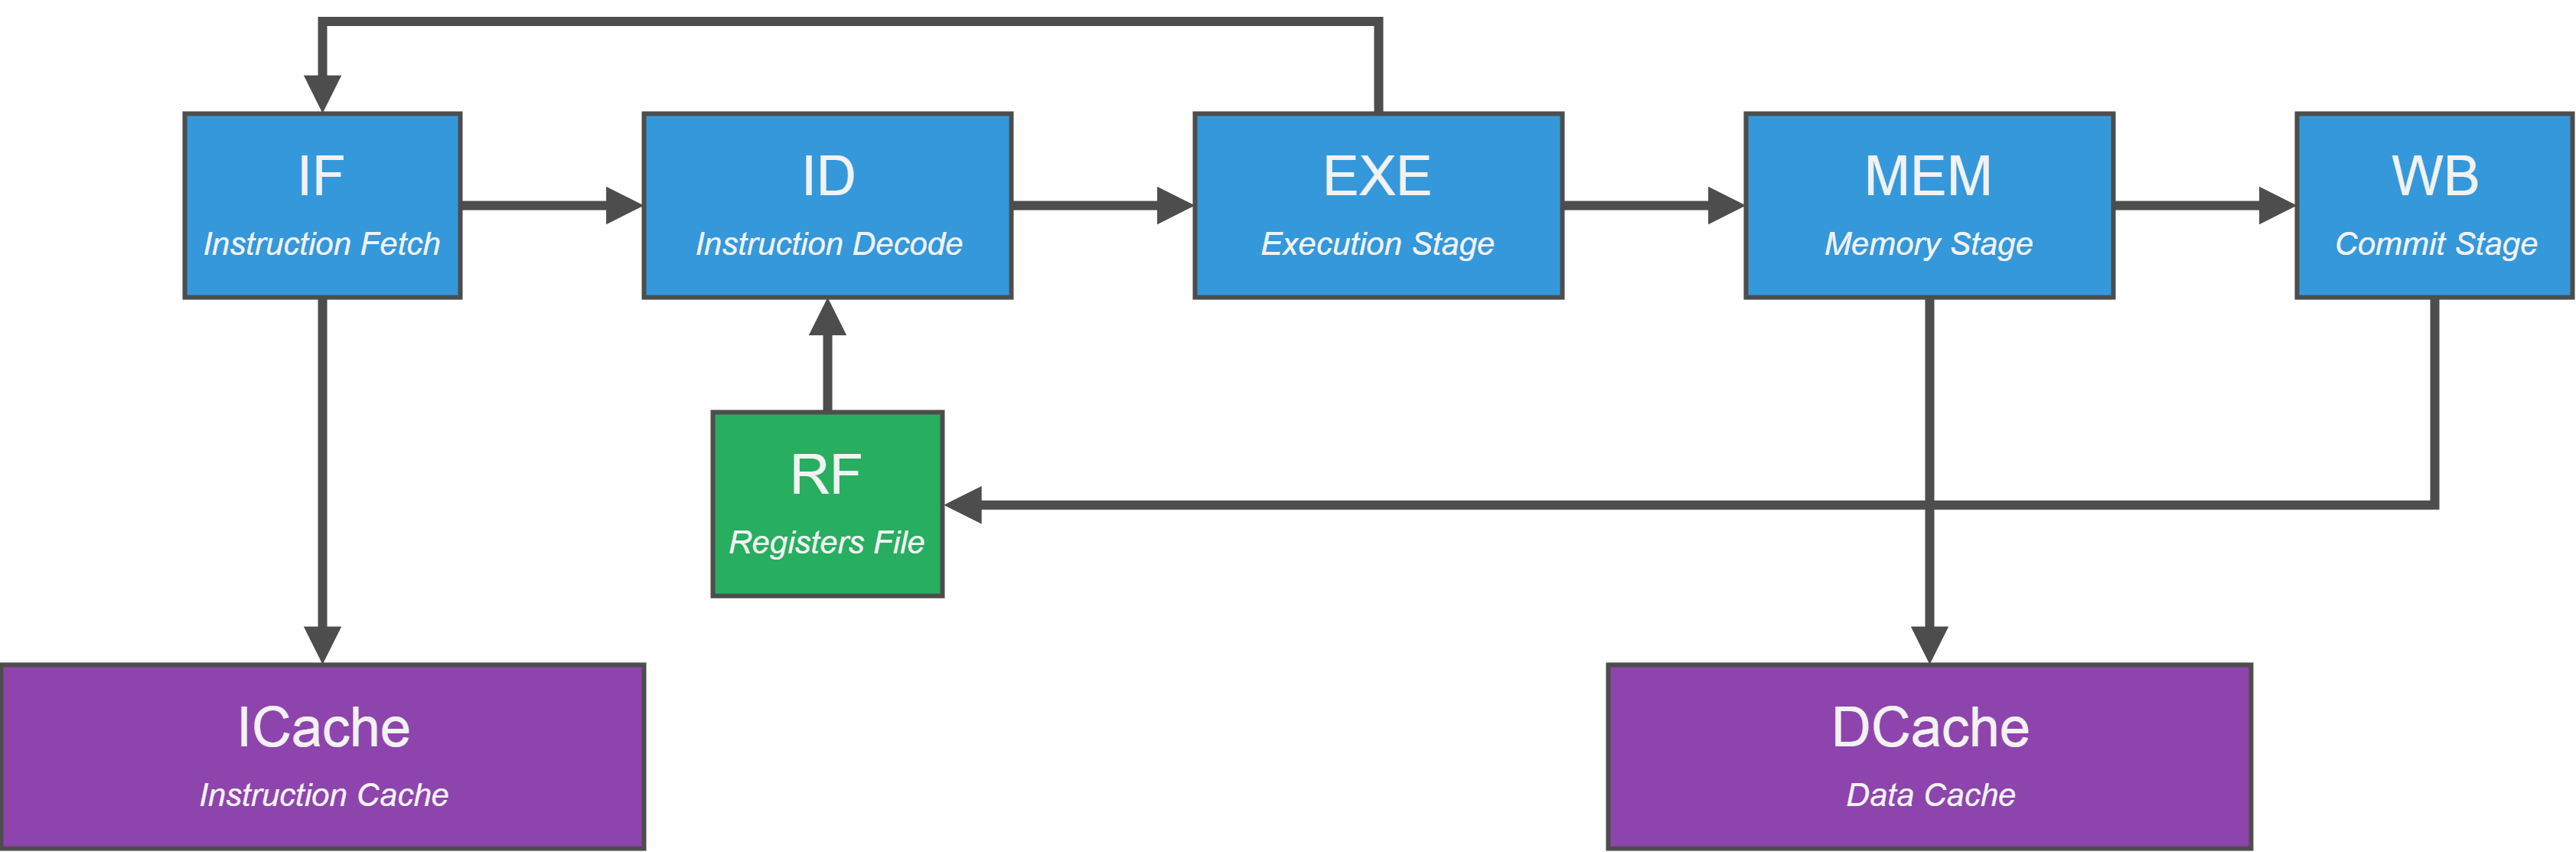 IF
Instruction Fetch
ID
Instruction Decode
EXE
Execution Stage
MEM
Memory Stage
WB
Commit Stage
RF
Registers File
ICache
Instruction Cache
DCache
Data Cache